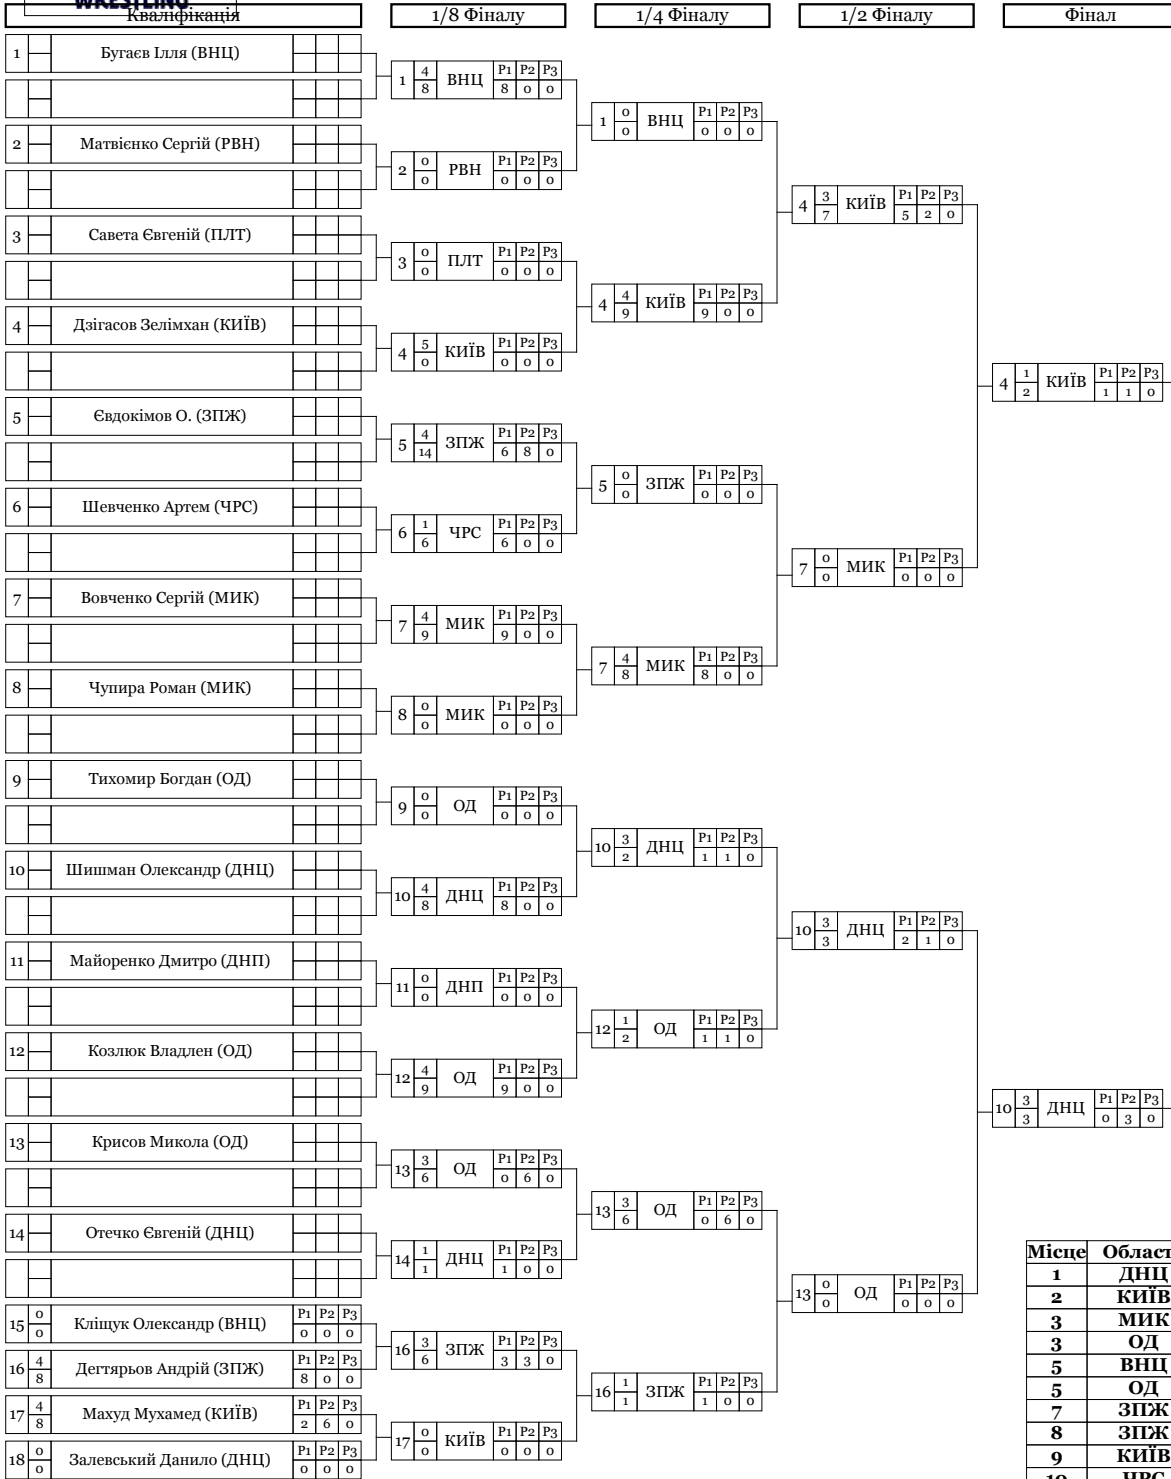 WRESTLING
Кваліфікація
1/8 Фіналу
1/4 Фіналу
1/2 Фіналу
Фінал
1 Бугаєв Ілля (ВНЦ)
2 Матвієнко Сергій (РВН)
3 Савета Євгеній (ПЛТ)
4 Дзігасов Зелімхан (КИЇВ)
5 Євдокімов О. (ЗПЖ)
6 Шевченко Артем (ЧРС)
7 Вовченко Сергій (МИК)
8 Чупира Роман (МИК)
9 Тихомир Богдан (ОД)
10 Шишман Олександр (ДНЦ)
11 Майоренко Дмитро (ДНП)
12 Козлюк Владлен (ОД)
13 Крисов Микола (ОД)
14 Отечко Євгеній (ДНЦ)
15 0 0 Кліщук Олександр (ВНЦ) P1 P2 P3 0 0 0
16 4 8 Дегтярьов Андрій (ЗПЖ) P1 P2 P3 8 0 0
17 4 8 Махуд Мухамед (КИЇВ) P1 P2 P3 2 6 0
18 0 0 Залевський Данило (ДНЦ) P1 P2 P3 0 0 0
1 4 8 ВНЦ P1 P2 P3 8 0 0
2 0 0 РВН P1 P2 P3 0 0 0
3 0 0 ПЛТ P1 P2 P3 0 0 0
4 5 0 КИЇВ P1 P2 P3 0 0 0
5 4 14 ЗПЖ P1 P2 P3 6 8 0
6 1 6 ЧРС P1 P2 P3 6 0 0
7 4 9 МИК P1 P2 P3 9 0 0
8 0 0 МИК P1 P2 P3 0 0 0
9 0 0 ОД P1 P2 P3 0 0 0
10 4 8 ДНЦ P1 P2 P3 8 0 0
11 0 0 ДНП P1 P2 P3 0 0 0
12 4 9 ОД P1 P2 P3 9 0 0
13 3 6 ОД P1 P2 P3 0 6 0
14 1 1 ДНЦ P1 P2 P3 1 0 0
16 3 6 ЗПЖ P1 P2 P3 3 3 0
17 0 0 КИЇВ P1 P2 P3 0 0 0
1 0 0 ВНЦ P1 P2 P3 0 0 0
4 4 9 КИЇВ P1 P2 P3 9 0 0
5 0 0 ЗПЖ P1 P2 P3 0 0 0
7 4 8 МИК P1 P2 P3 8 0 0
10 3 2 ДНЦ P1 P2 P3 1 1 0
12 1 2 ОД P1 P2 P3 1 1 0
13 3 6 ОД P1 P2 P3 0 6 0
16 1 1 ЗПЖ P1 P2 P3 1 0 0
4 3 7 КИЇВ P1 P2 P3 5 2 0
7 0 0 МИК P1 P2 P3 0 0 0
10 3 3 ДНЦ P1 P2 P3 2 1 0
13 0 0 ОД P1 P2 P3 0 0 0
4 1 2 КИЇВ P1 P2 P3 1 1 0
10 3 3 ДНЦ P1 P2 P3 0 3 0
Місце Област
1 ДНЦ
2 КИЇВ
3 МИК
3 ОД
5 ВНЦ
5 ОД
7 ЗПЖ
8 ЗПЖ
9 КИЇВ
10 ЧРС